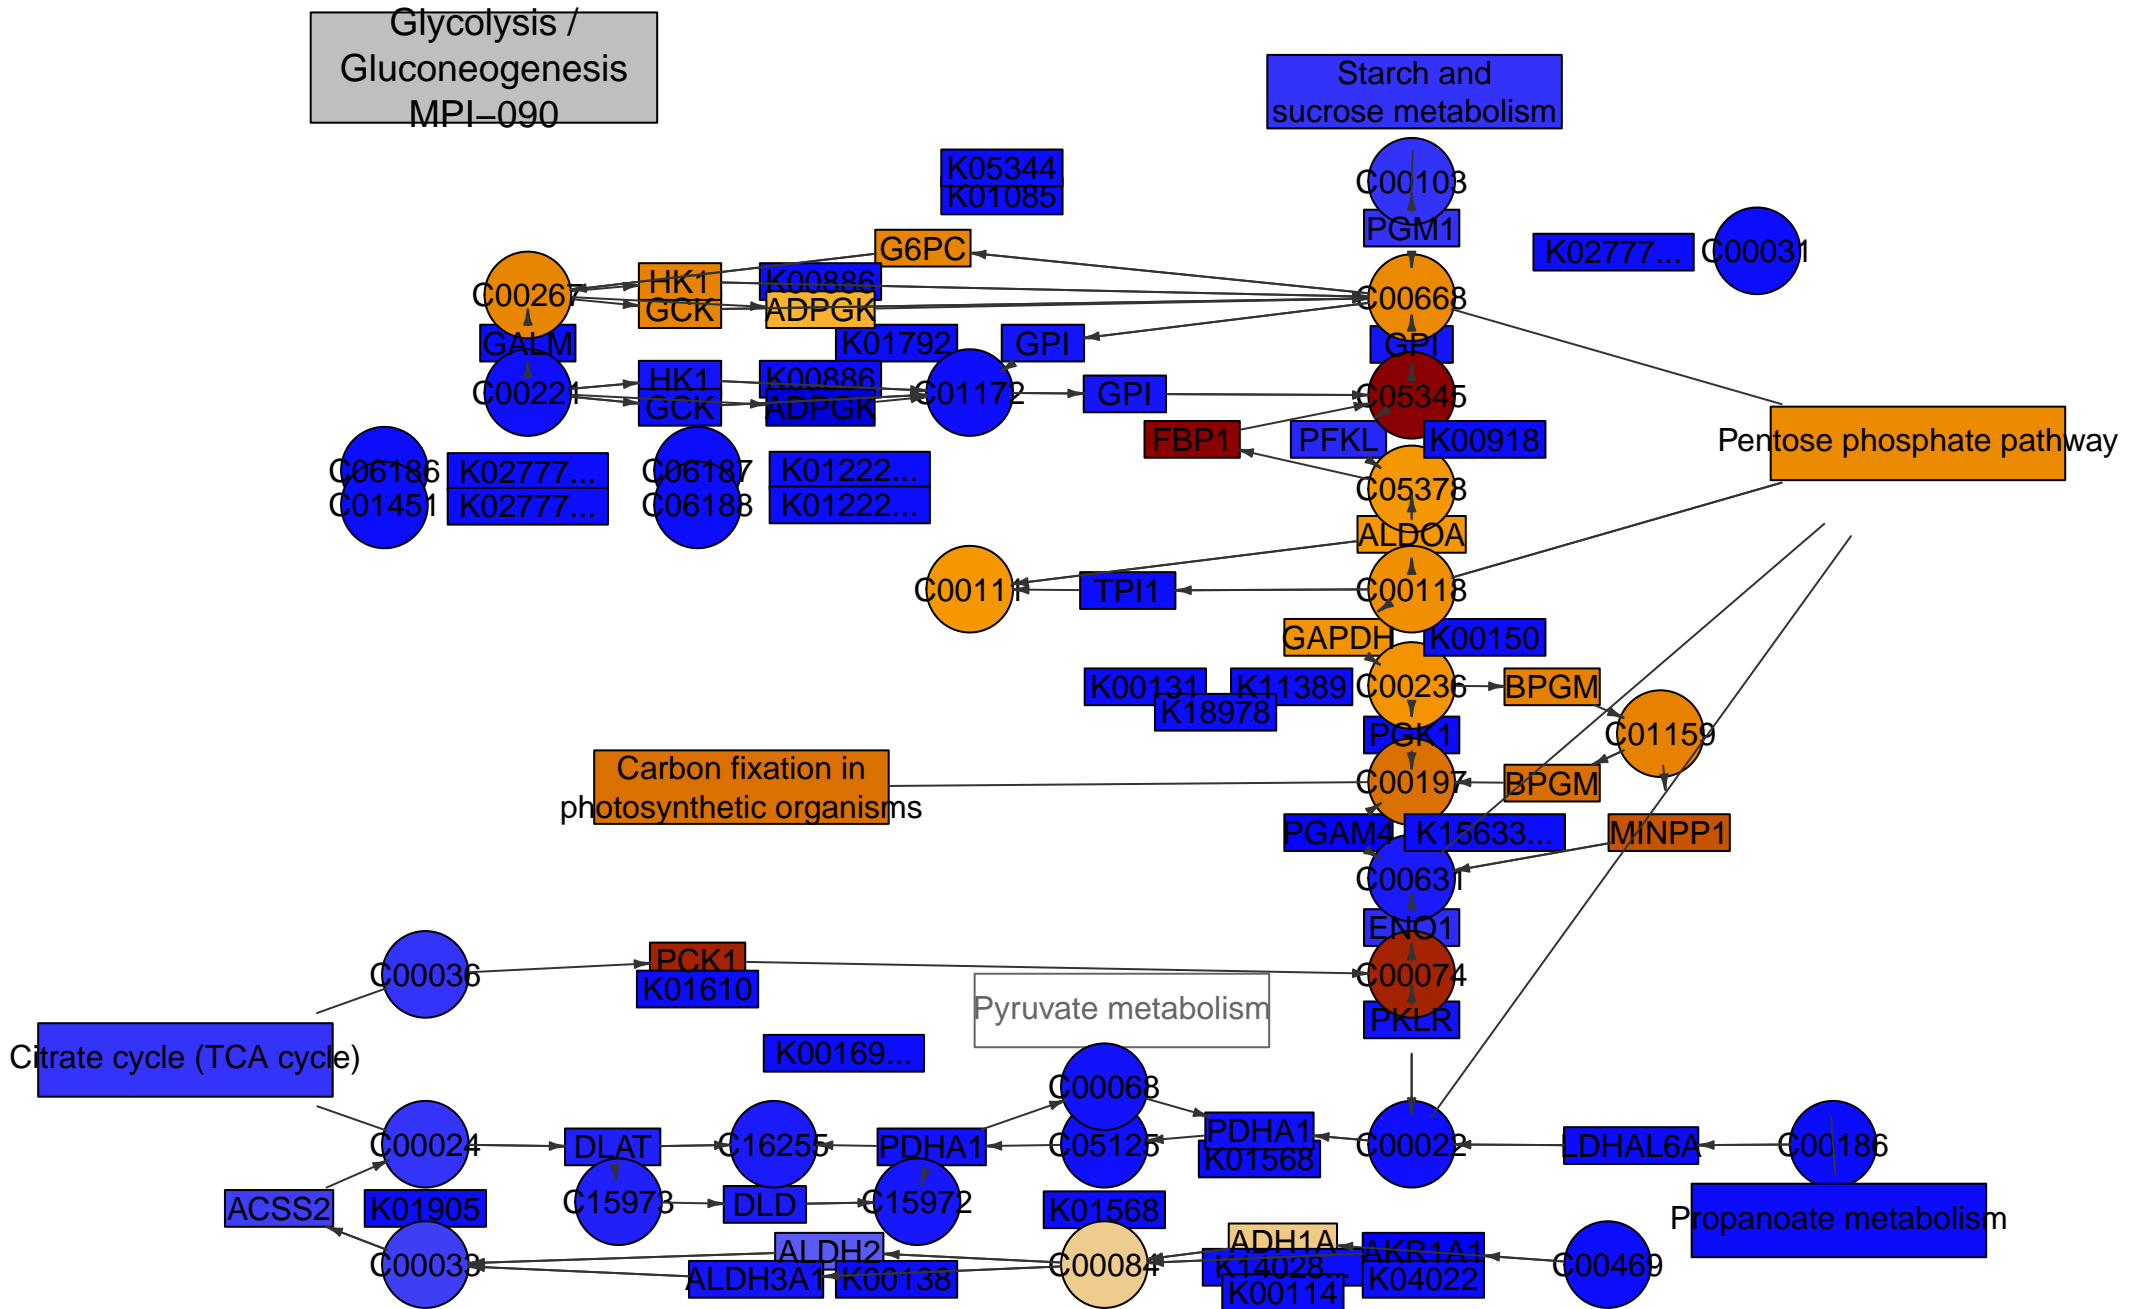 Glycolysis /
Gluconeogenesis
MPI–090
Starch and
sucrose metabolism
K05344
K01085
C00103
PGM1
G6PC
K02777...
C00031
C00267
HK1
K00886
GCK
ADPGK
C00668
GALM
K01792
GPI
GPI
C00221
HK1
K00886
GCK
ADPGK
C01172
GPI
C05345
FBP1
PFKL
K00918
Pentose phosphate pathway
C06186
K02777...
C06187
K01222...
C05378
C01451
K02777...
C06188
K01222...
ALDOA
C00111
TPI1
C00118
GAPDH
K00150
K00131
K11389
K18978
C00236
BPGM
PGK1
C01159
Carbon fixation in
photosynthetic organisms
C00197
BPGM
PGAM4
K15633...
MINPP1
C00631
ENO1
C00036
PCK1
K01610
C00074
Pyruvate metabolism
PKLR
Citrate cycle (TCA cycle)
K00169...
C00068
C00024
DLAT
C16255
PDHA1
C05125
PDHA1
K01568
C00022
LDHAL6A
C00186
ACSS2
K01905
C15973
DLD
C15972
K01568
Propanoate metabolism
C00033
ALDH2
ALDH3A1
K00138
C00084
ADH1A
K14028...
K00114
AKR1A1
K04022
C00469